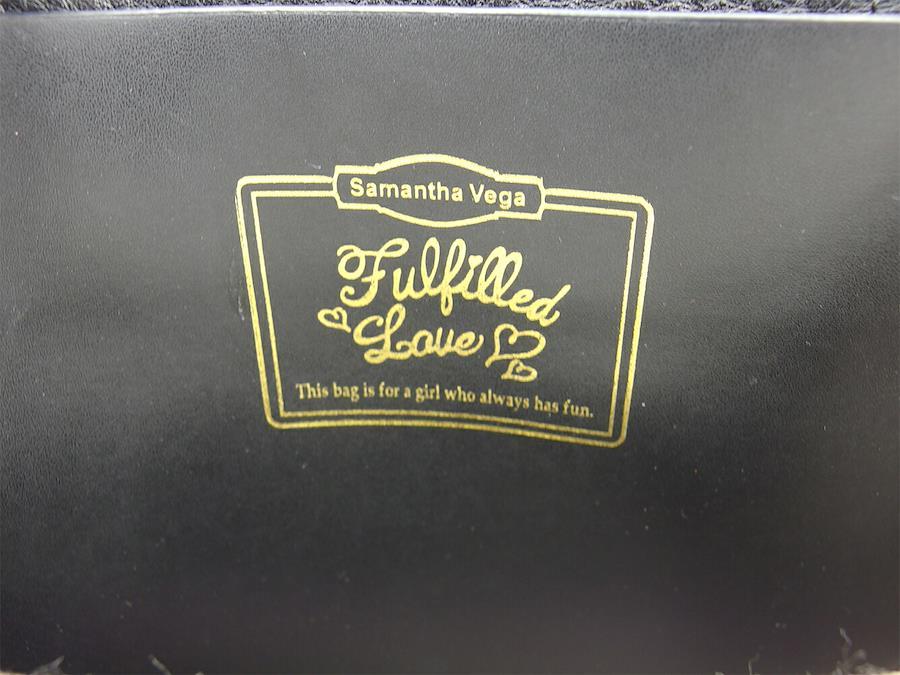 Samantha Vega
Fulfilled
Love
This bag is for a girl who always has fun.